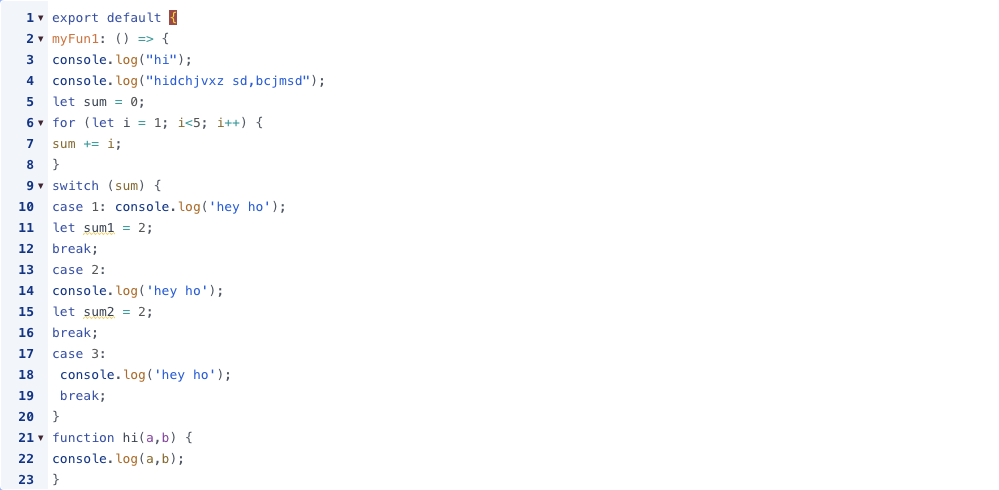 1 export default {
2 myFun1: () => {
3 console.log("hi");
4 console.log("hidchjvxz sd,bcjmsd");
5 let sum = 0;
6 for (let i = 1; i<5; i++) {
7 sum += i;
8 }
9 switch (sum) {
10 case 1: console.log('hey ho');
11 let sum1 = 2;
12 break;
13 case 2:
14 console.log('hey ho');
15 let sum2 = 2;
16 break;
17 case 3:
18  console.log('hey ho');
19  break;
20 }
21 function hi(a,b) {
22 console.log(a,b);
23 }